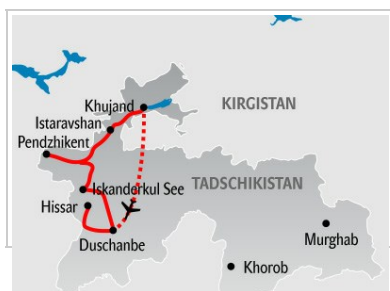 Khujand
KIRGISTAN
Istaravshan
Pendzhikent
Iskanderkul See
TADSCHIKISTAN
Hissar
Duschanbe
Murghab
Khorob